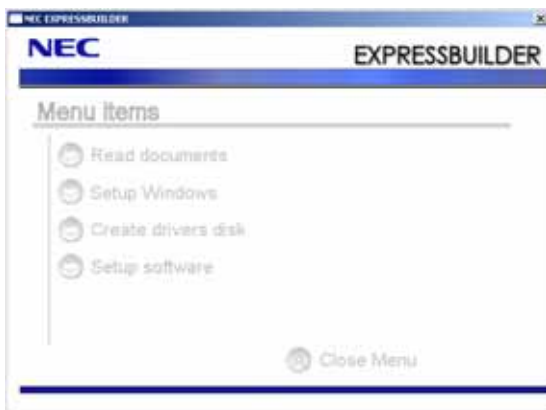 NEC EXPRESSBUILDER
NEC
EXPRESSBUILDER
Menu items
Read documents
Setup Windows
Create drivers disk
Setup software
Close Menu